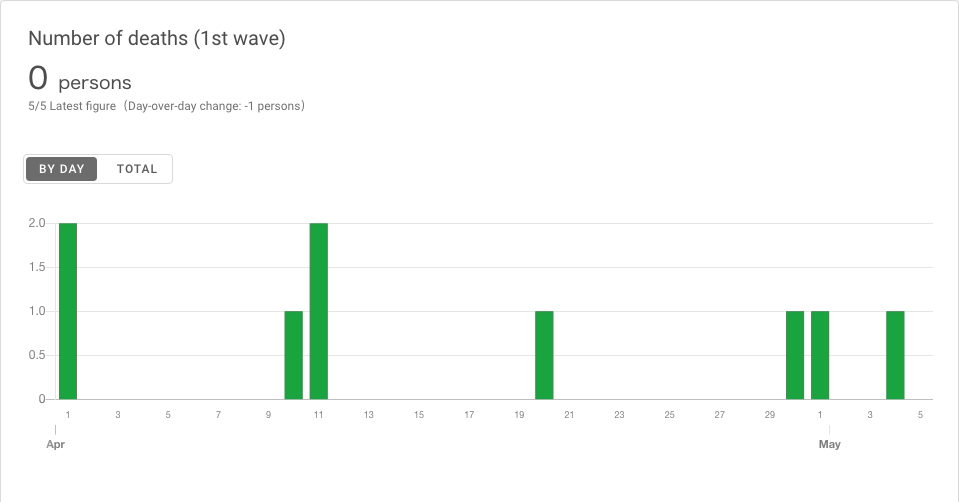 Number of deaths (1st wave)
0 persons
5/5 Latest figure（Day-over-day change: -1 persons）
BY DAY TOTAL
2.0
1.5
1.0
0.5
0
1 3 5 7 9 11 13 15 17 19 21 23 25 27 29 1 3 5
Apr May